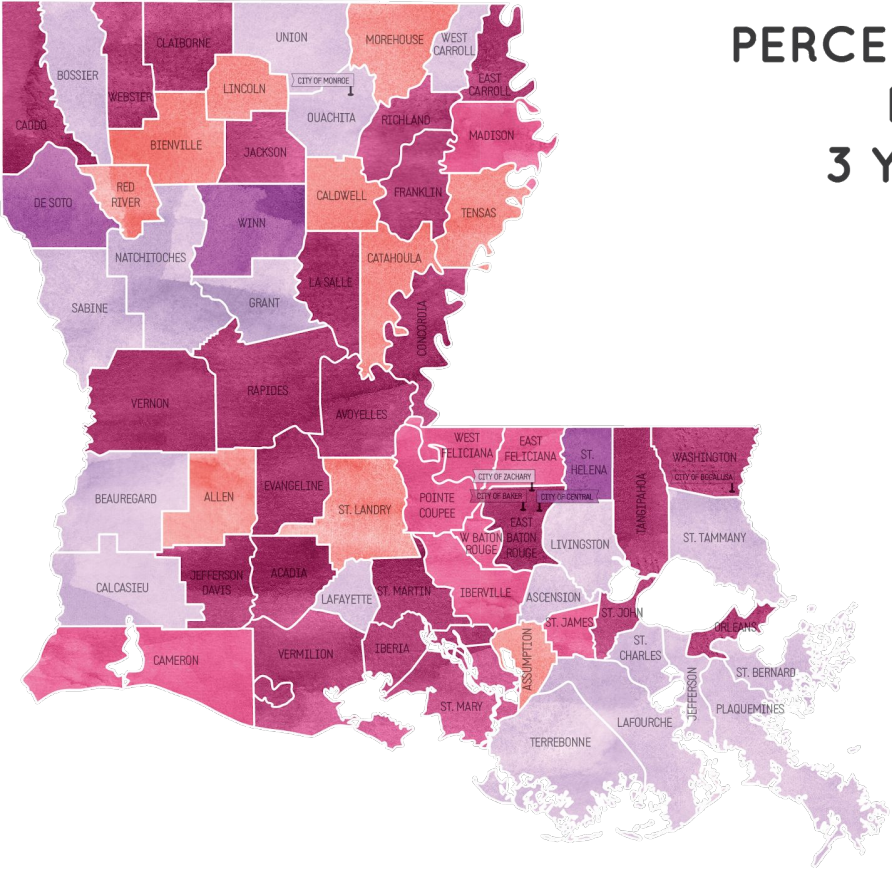 PERCE
3 Y
CLAIBORNE
UNION
MOREHOUSE
WEST
CARROLL
BOSSIER
WEBSTER
LINCOLN
CITY OF MONROE
EAST
CARROLL
CADDO
OUACHITA
RICHLAND
MADISON
BIENVILLE
JACKSON
DE SOTO
RED
RIVER
CALDWELL
FRANKLIN
TENSAS
WINN
NATCHITOCHES
CATAHOULA
LA SALLE
SABINE
GRANT
CONCORDIA
VERNON
RAPIDES
AVOYELLES
WEST
FELICIANA
EAST
FELICIANA
ST.
HELENA
WASHINGTON
CITY OF ZACHARY
CITY OF BOGALUSA
BEAUREGARD
ALLEN
EVANGELINE
ST. LANDRY
POINTE
COUPEE
CITY OF BAKER
CITY OF CENTRAL
TANGIPAHOA
EAST
BATON
ROUGE
W BATON
ROUGE
LIVINGSTON
ST. TAMMANY
CALCASIEU
JEFFERSON
DAVIS
ACADIA
LAFAYETTE
ST. MARTIN
IBERVILLE
ASCENSION
ST. JAMES
ST. JOHN
ORLEANS
CAMERON
VERMILION
IBERIA
ASSUMPTION
ST.
CHARLES
ST. BERNARD
JEFFERSON
PLAQUEMINES
ST. MARY
LAFOURCHE
TERREBONNE